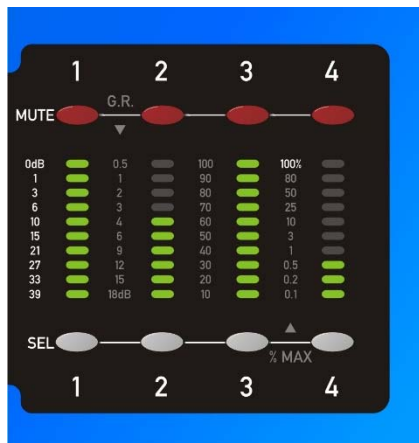 1 2 3 4
G.R.
MUTE
0dB 0.5 100 100%
1 1 90 80
3 2 80 50
6 3 70 25
10 4 60 10
15 6 50 3
21 9 40 1
27 12 30 0.5
33 15 20 0.2
39 18dB 10 0.1
SEL
% MAX
1 2 3 4